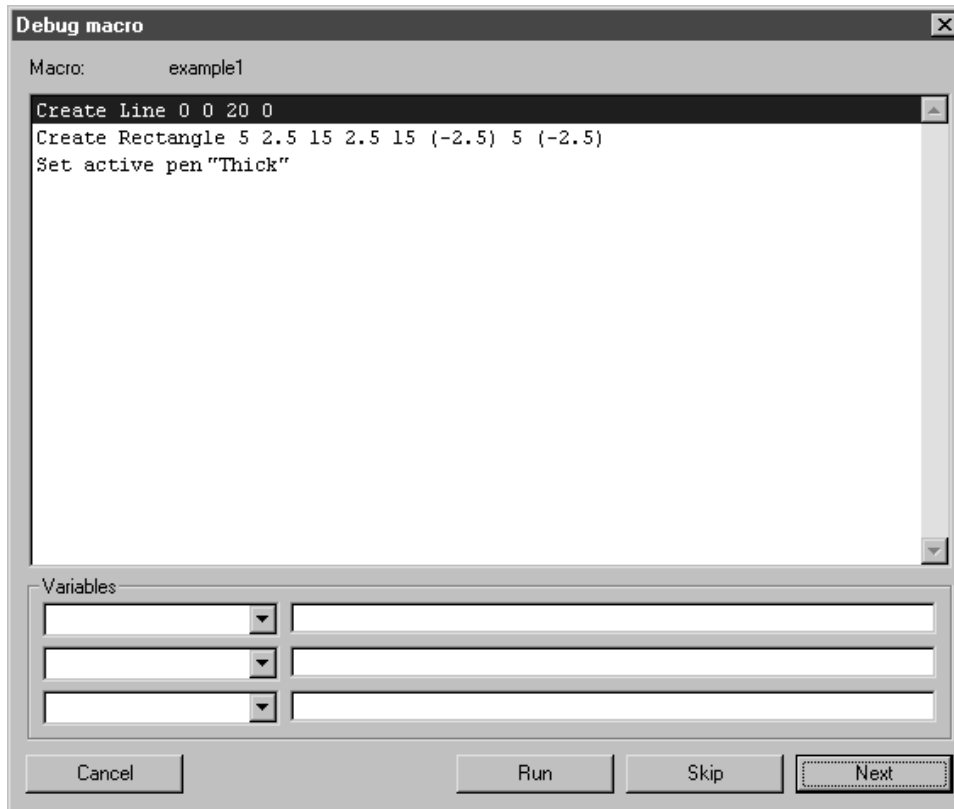 Debug macro
Macro: example1
Create Line 0 0 20 0
Create Rectangle 5 2.5 15 2.5 15 (-2.5) 5 (-2.5)
Set active pen "Thick"
Variables
Cancel Run Skip Next